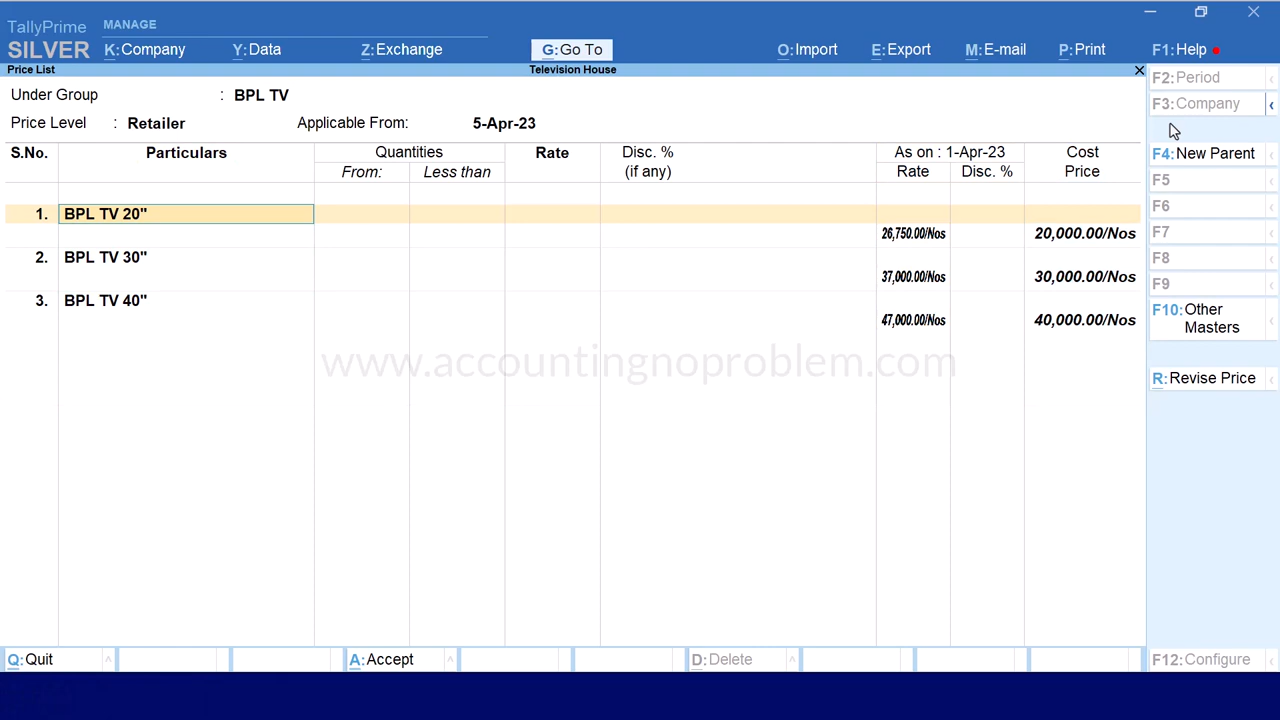 TallyPrime MANAGE
SILVER K:Company Y:Data Z:Exchange G:Go To O:Import E:Export M:E-mail P:Print F1:Help
Price List Television House
Under Group : BPL TV
Price Level : Retailer Applicable From: 5-Apr-23
S.No. Particulars Quantities Rate Disc. % As on : 1-Apr-23 Cost
From: Less than (if any) Rate Disc. % Price
1. BPL TV 20"
26,750.00/Nos 20,000.00/Nos
2. BPL TV 30"
37,000.00/Nos 30,000.00/Nos
3. BPL TV 40"
47,000.00/Nos 40,000.00/Nos
www.accountingnoproblem.com
F2:Period
F3:Company
F4:New Parent
F5
F6
F7
F8
F9
F10:Other
Masters
R:Revise Price
Q:Quit A:Accept D:Delete F12:Configure